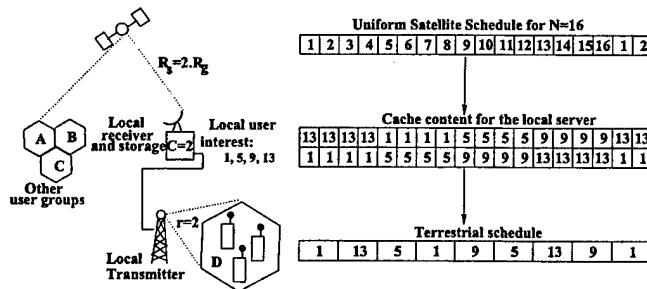 R_s=2.R_g
A
B
C
Other
user groups
Local
receiver
and storage
C=2
Local user
interest:
1, 5, 9, 13
r=2
Local
Transmitter
D
Uniform Satellite Schedule for N=16
1 2 3 4 5 6 7 8 9 10 11 12 13 14 15 16 1 2
Cache content for the local server
13 13 13 13 1 1 1 1 5 5 5 5 9 9 9 9 13 13
1 1 1 1 5 5 5 5 9 9 9 9 13 13 13 13 1 1
Terrestrial schedule
1 13 5 1 9 5 13 9 1